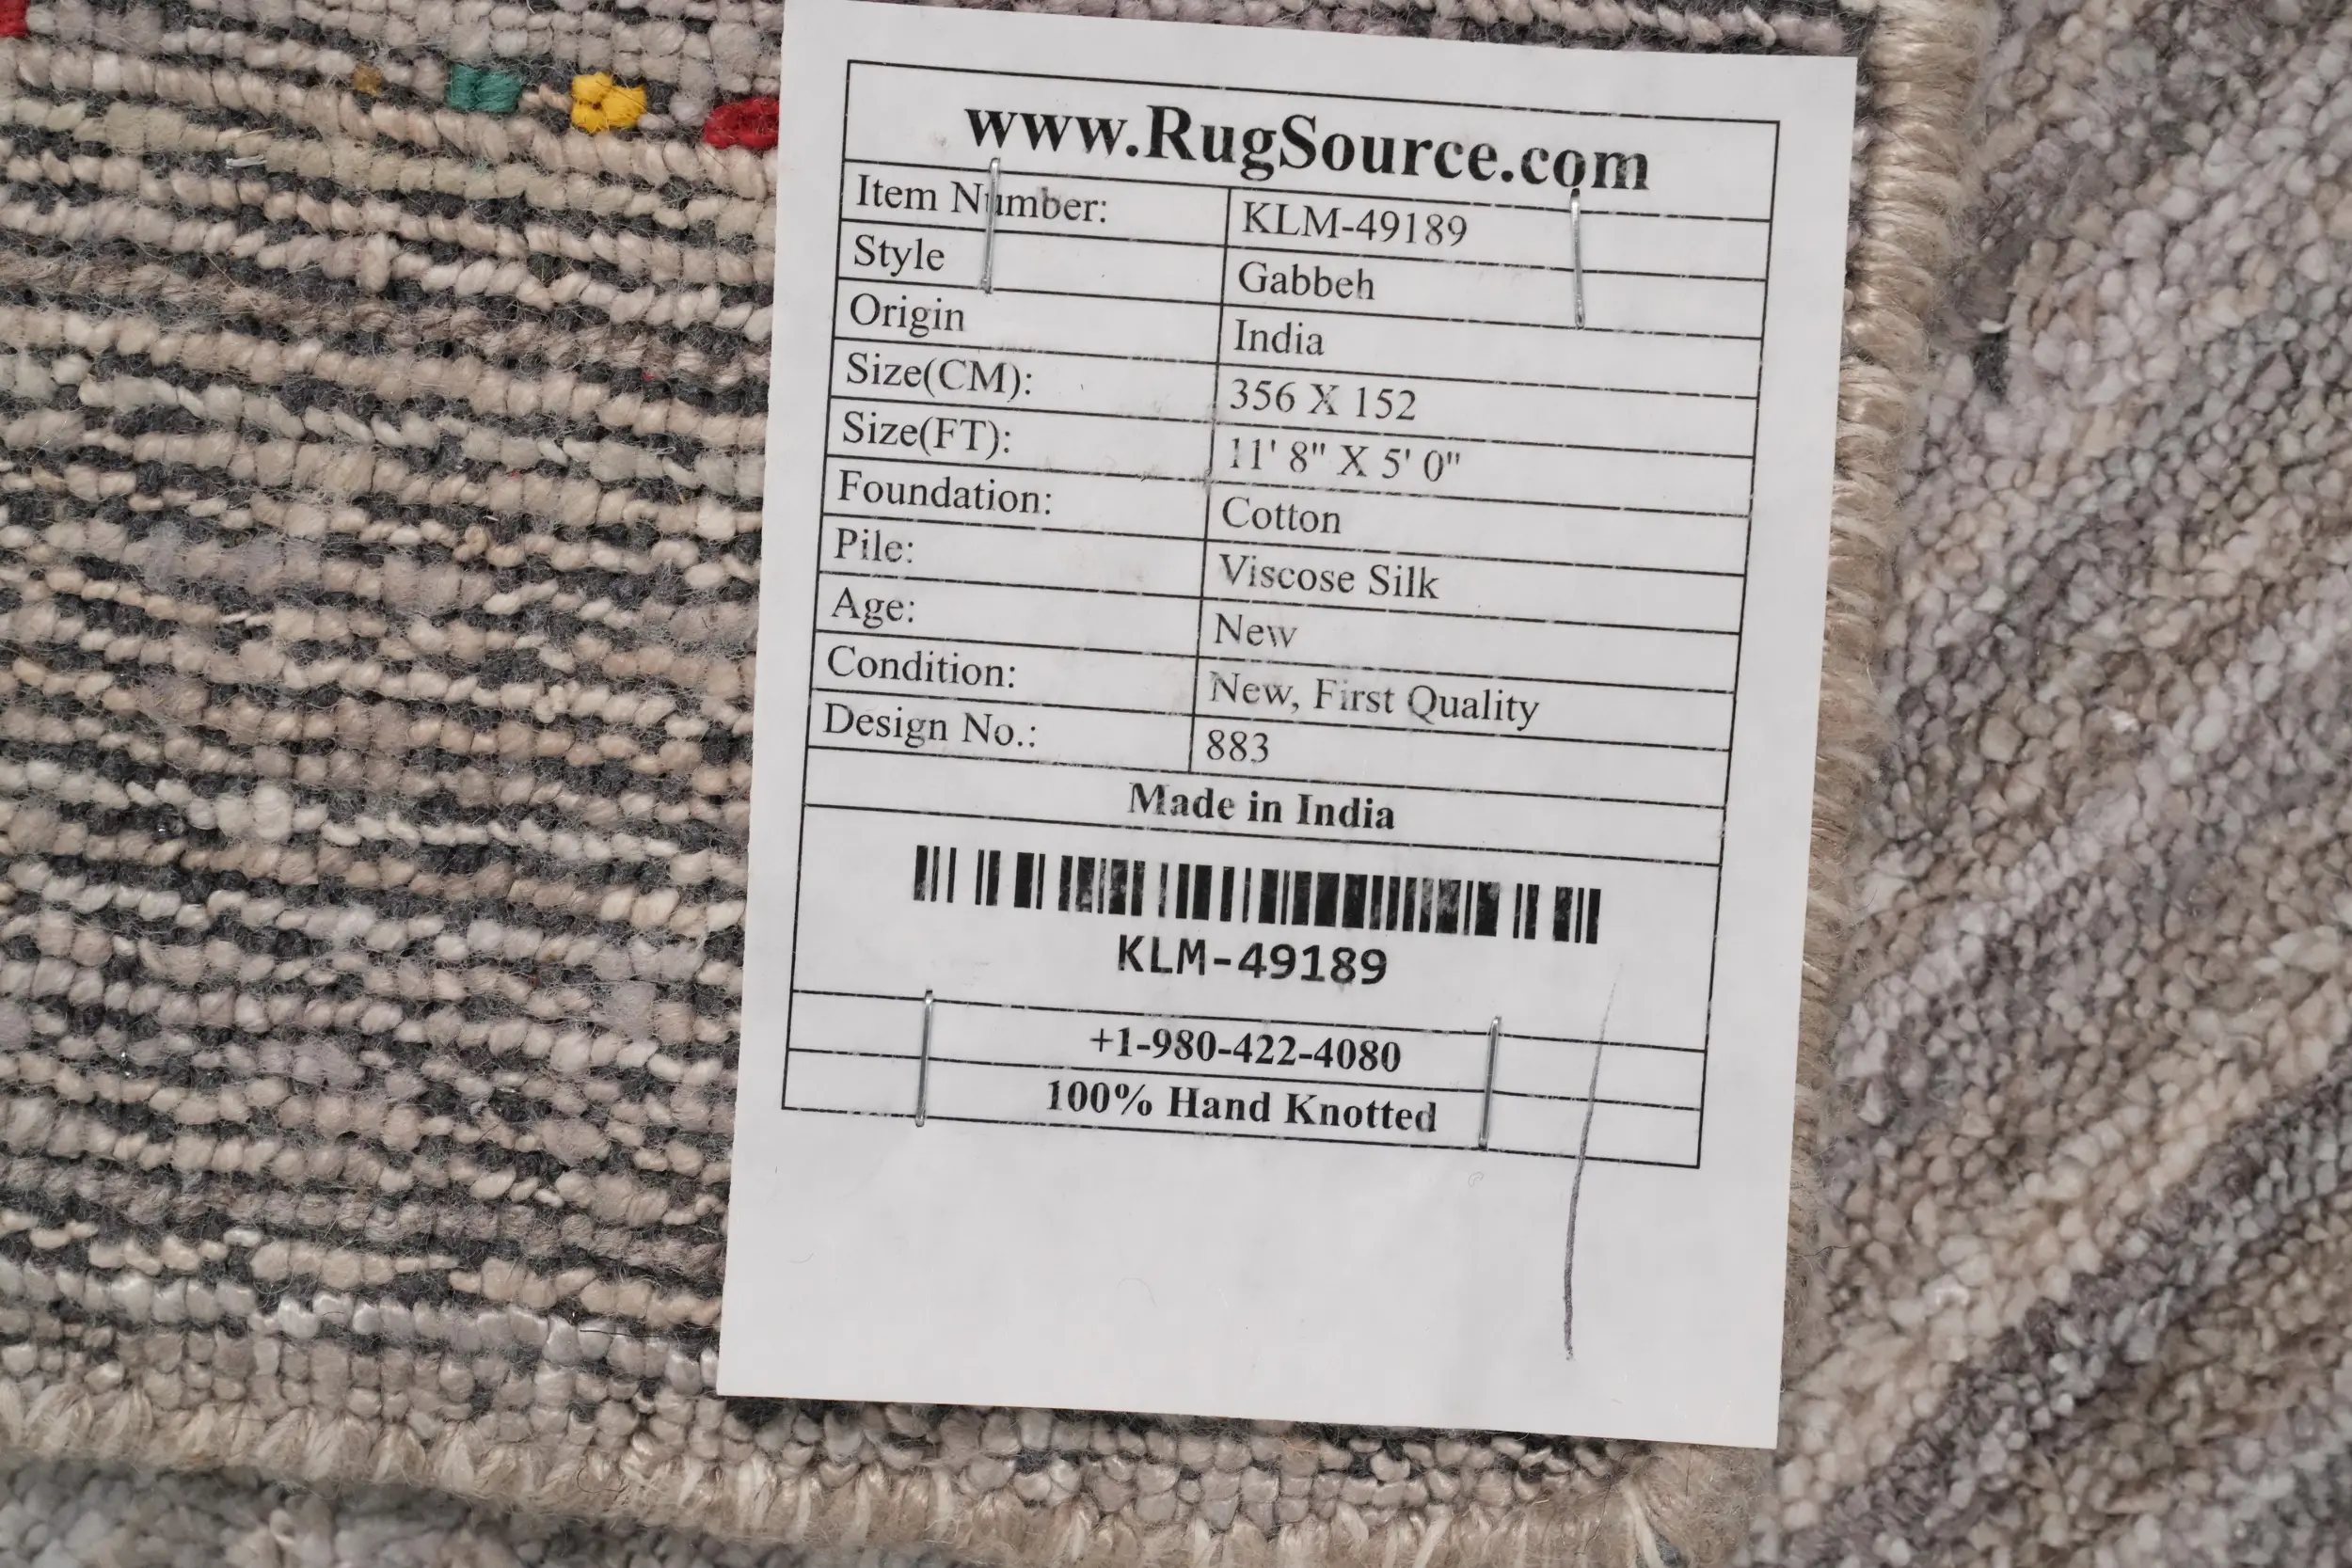 www.RugSource.com
Item Number: KLM-49189
Style Gabbeh
Origin India
Size(CM): 356 X 152
Size(FT): 11' 8" X 5' 0"
Foundation: Cotton
Pile: Viscose Silk
Age: New
Condition: New, First Quality
Design No.: 883
Made in India
KLM-49189
+1-980-422-4080
100% Hand Knotted